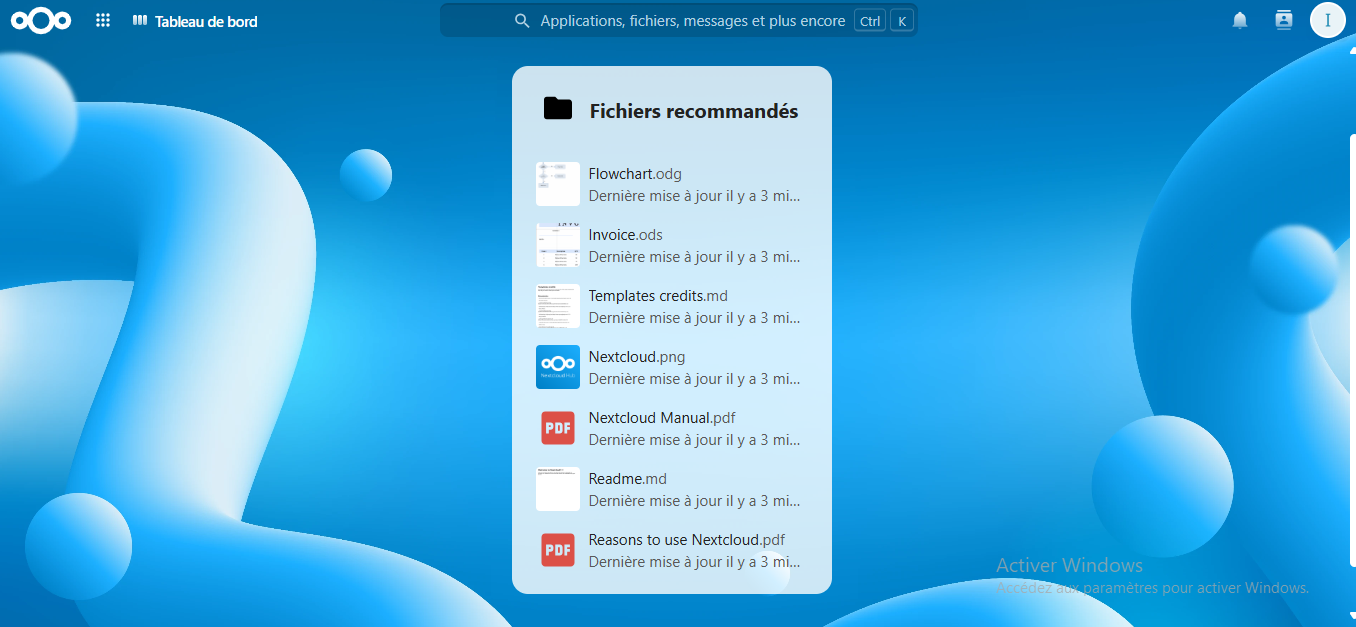 Tableau de bord
Applications, fichiers, messages et plus encore Ctrl K
I
Fichiers recommandés
Flowchart.odg
Dernière mise à jour il y a 3 mi...
Invoice.ods
Dernière mise à jour il y a 3 mi...
Templates credits.md
Dernière mise à jour il y a 3 mi...
Nextcloud.png
Dernière mise à jour il y a 3 mi...
PDF
Nextcloud Manual.pdf
Dernière mise à jour il y a 3 mi...
Readme.md
Dernière mise à jour il y a 3 mi...
PDF
Reasons to use Nextcloud.pdf
Dernière mise à jour il y a 3 mi...
Activer Windows
Accédez aux paramètres pour activer Windows.